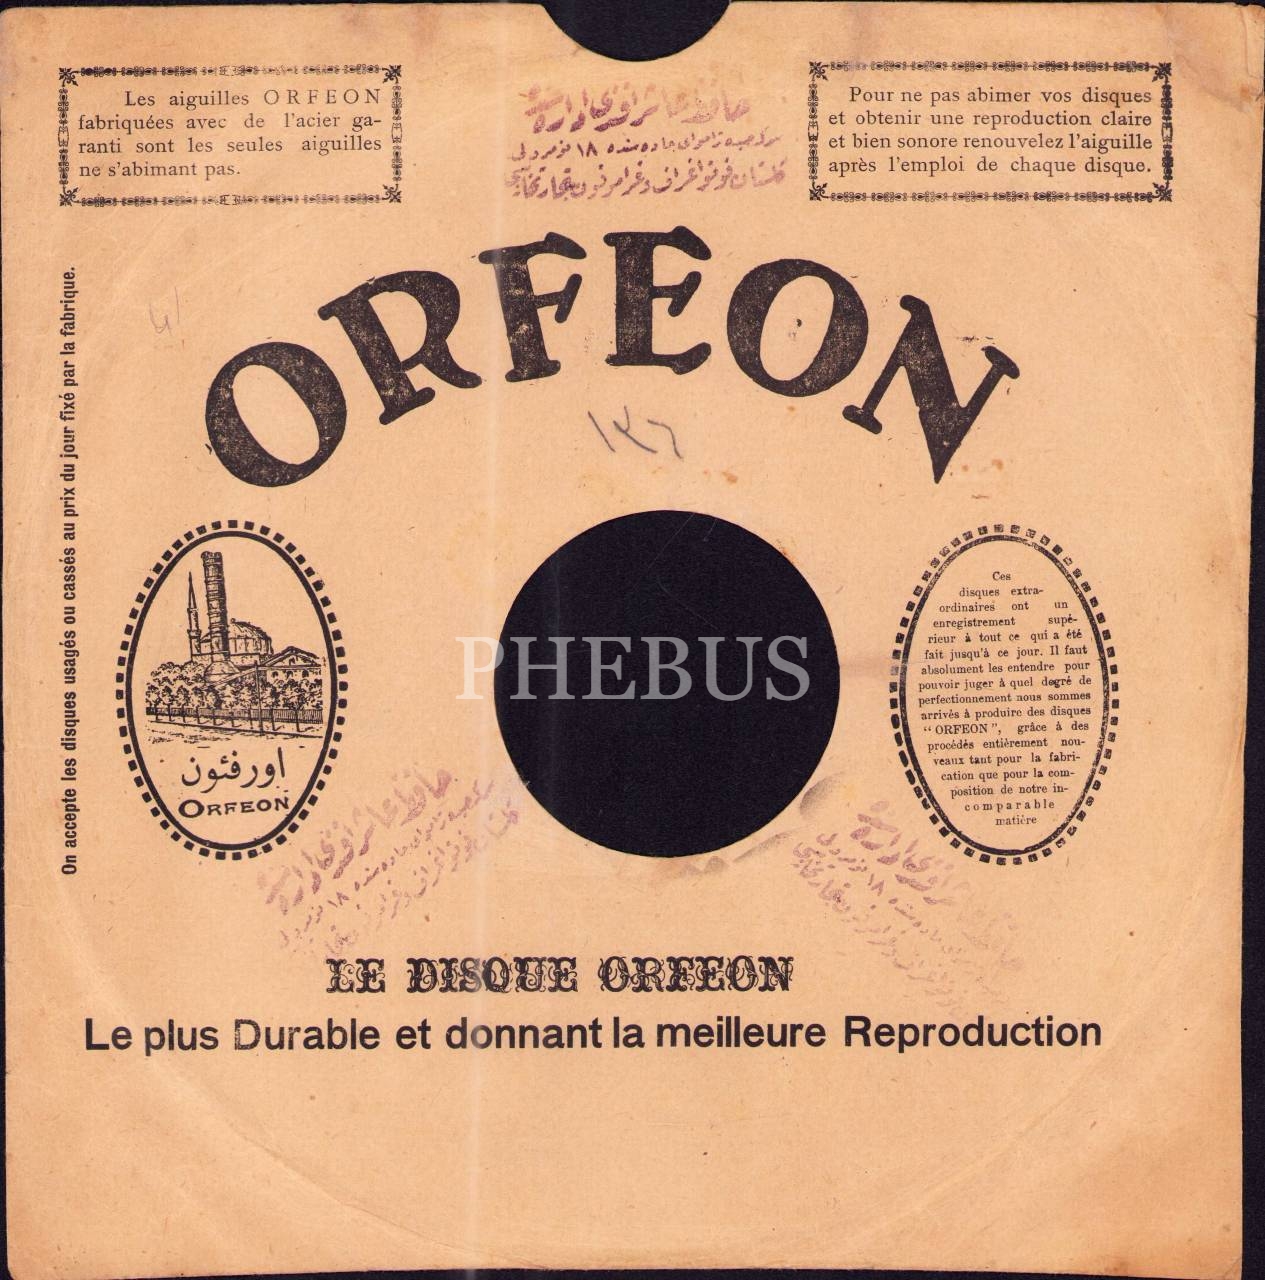 Les aiguilles ORFEON
fabriquées avec de l'acier ga-
ranti sont les seules aiguilles
ne s'abimant pas.
Pour ne pas abimer vos disques
et obtenir une reproduction claire
et bien sonore renouvelez l'aiguille
après l'emploi de chaque disque.
ORFEON
١٢٦
On accepte les disques usagés ou cassés au prix du jour fixé par la fabrique.
اورفئون
ORFEON
PHEBUS
Ces
disques extra-
ordinaires ont un
enregistrement supé-
rieur à tout ce qui a été
fait jusqu'à ce jour. Il faut
absolument les entendre pour
pouvoir juger à quel degré de
perfectionnement nous sommes
arrivés à produire des disques
"ORFEON", grâce à des
procédés entièrement nou-
veaux tant pour la fabri-
cation que pour la com-
position de notre in-
comparable
matière
LE DISQUE ORFEON
Le plus Durable et donnant la meilleure Reproduction